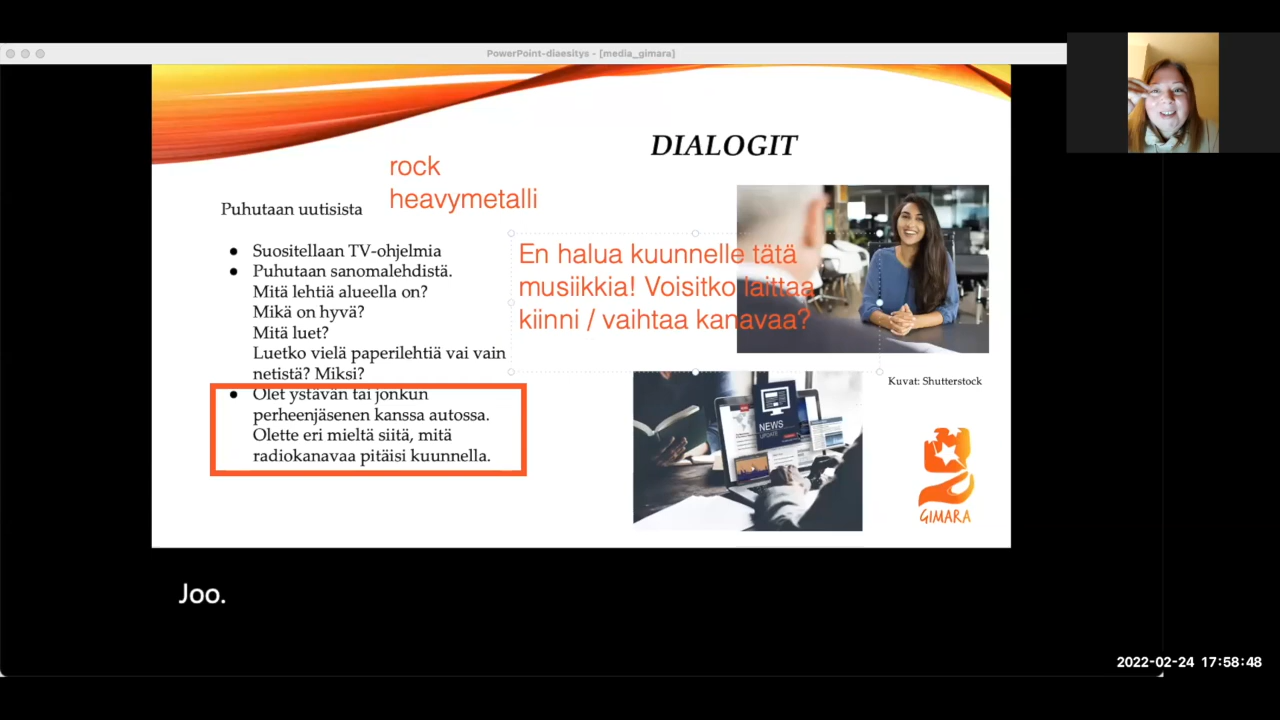 PowerPoint-diaesitys - [media_gimara]
DIALOGIT
rock
heavymetalli
Puhutaan uutisista
● Suositellaan TV-ohjelmia
● Puhutaan sanomalehdistä.
Mitä lehtiä alueella on?
Mikä on hyvä?
Mitä luet?
Luetko vielä paperilehtiä vai vain
netistä? Miksi?
● Olet ystävän tai jonkun
perheenjäsenen kanssa autossa.
Olette eri mieltä siitä, mitä
radiokanavaa pitäisi kuunnella.
En halua kuunnelle tätä
musiikkia! Voisitko laittaa
kiinni / vaihtaa kanavaa?
NEWS
UPDATE
Kuvat: Shutterstock
GIMARA
Joo.
2022-02-24 17:58:48